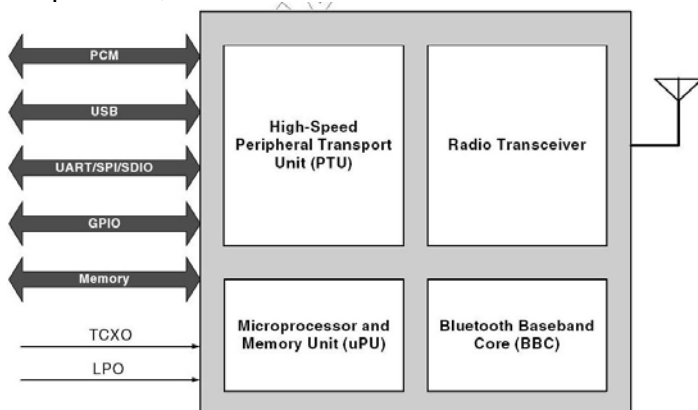 PCM
USB
UART/SPI/SDIO
GPIO
Memory
TCXO
LPO
High-Speed
Peripheral Transport
Unit (PTU)
Radio Transceiver
Microprocessor and
Memory Unit (uPU)
Bluetooth Baseband
Core (BBC)